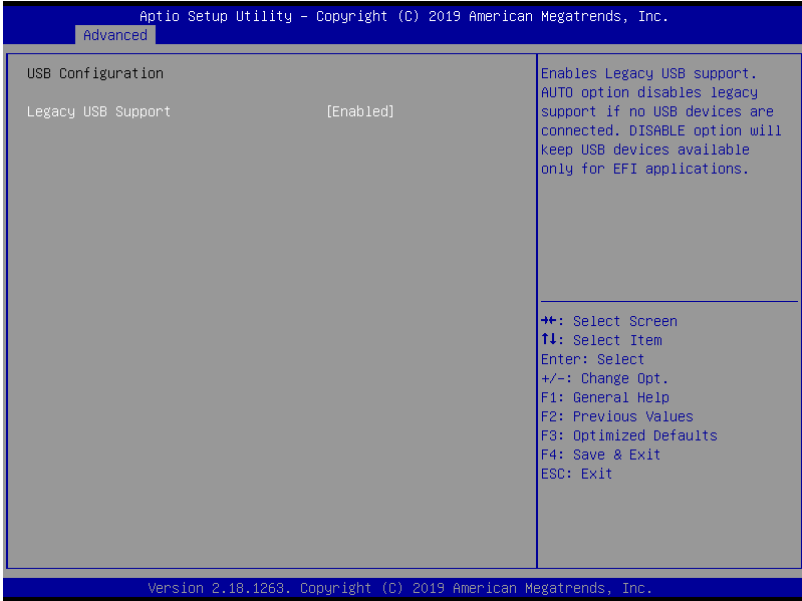 Aptio Setup Utility – Copyright (C) 2019 American Megatrends, Inc.
Advanced
USB Configuration
Legacy USB Support [Enabled]
Enables Legacy USB support.
AUTO option disables legacy
support if no USB devices are
connected. DISABLE option will
keep USB devices available
only for EFI applications.
→←: Select Screen
↑↓: Select Item
Enter: Select
+/-: Change Opt.
F1: General Help
F2: Previous Values
F3: Optimized Defaults
F4: Save & Exit
ESC: Exit
Version 2.18.1263. Copyright (C) 2019 American Megatrends, Inc.